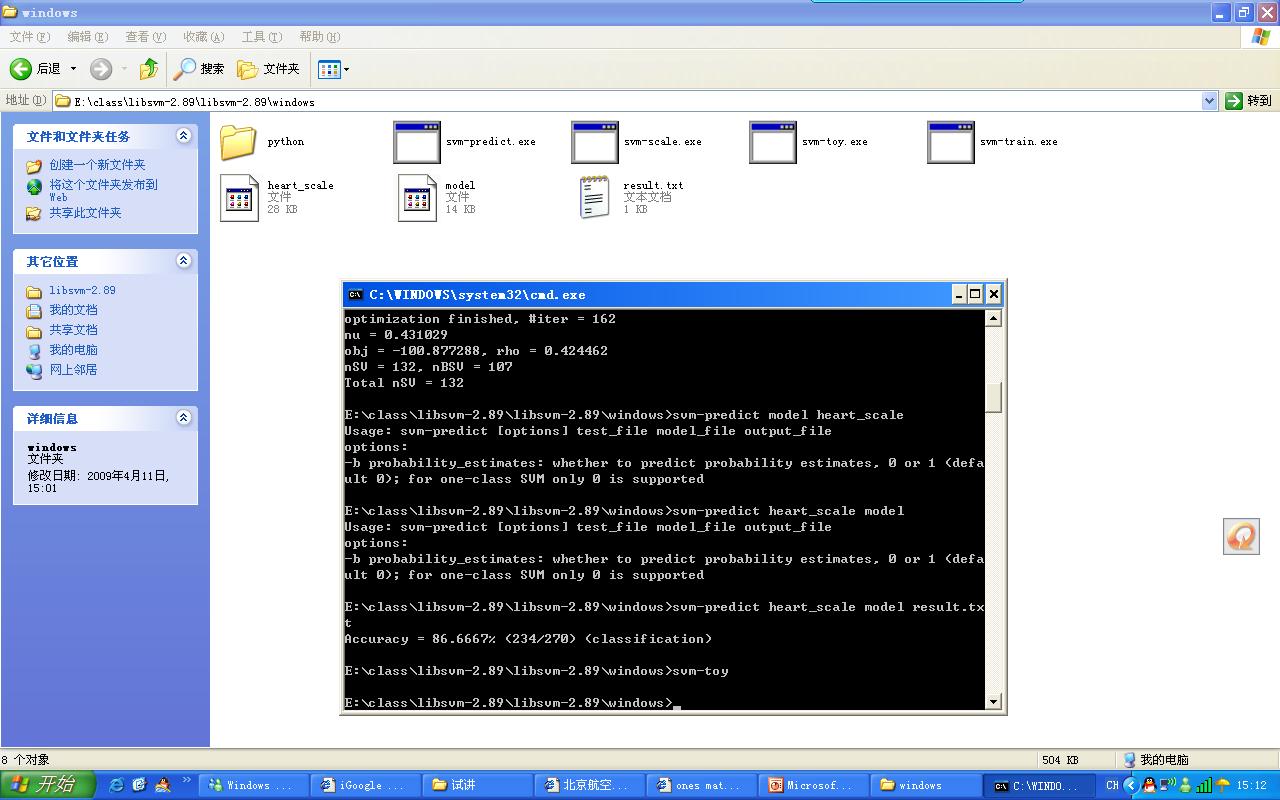 windows
文件(F) 编辑(E) 查看(V) 收藏(A) 工具(T) 帮助(H)
后退 搜索 文件夹
地址(D) E:\class\libsvm-2.89\libsvm-2.89\windows 转到
文件和文件夹任务
创建一个新文件夹
将这个文件夹发布到
Web
共享此文件夹
其它位置
libsvm-2.89
我的文档
共享文档
我的电脑
网上邻居
详细信息
windows
文件夹
修改日期: 2009年4月11日,
15:01
python
svm-predict.exe
svm-scale.exe
svm-toy.exe
svm-train.exe
heart_scale
文件
28 KB
model
文件
14 KB
result.txt
文本文档
1 KB
C:\WINDOWS\system32\cmd.exe
optimization finished, #iter = 162
nu = 0.431029
obj = -100.877288, rho = 0.424462
nSV = 132, nBSV = 107
Total nSV = 132
E:\class\libsvm-2.89\libsvm-2.89\windows>svm-predict model heart_scale
Usage: svm-predict [options] test_file model_file output_file
options:
-b probability_estimates: whether to predict probability estimates, 0 or 1 (defa
ult 0); for one-class SVM only 0 is supported
E:\class\libsvm-2.89\libsvm-2.89\windows>svm-predict heart_scale model
Usage: svm-predict [options] test_file model_file output_file
options:
-b probability_estimates: whether to predict probability estimates, 0 or 1 (defa
ult 0); for one-class SVM only 0 is supported
E:\class\libsvm-2.89\libsvm-2.89\windows>svm-predict heart_scale model result.tx
t
Accuracy = 86.6667% (234/270) (classification)
E:\class\libsvm-2.89\libsvm-2.89\windows>svm-toy
E:\class\libsvm-2.89\libsvm-2.89\windows>_
8 个对象 504 KB 我的电脑
开始 Windows ... iGoogle ... 试讲 北京航空... ones mat... Microsof... windows C:\WINDO... CH 15:12